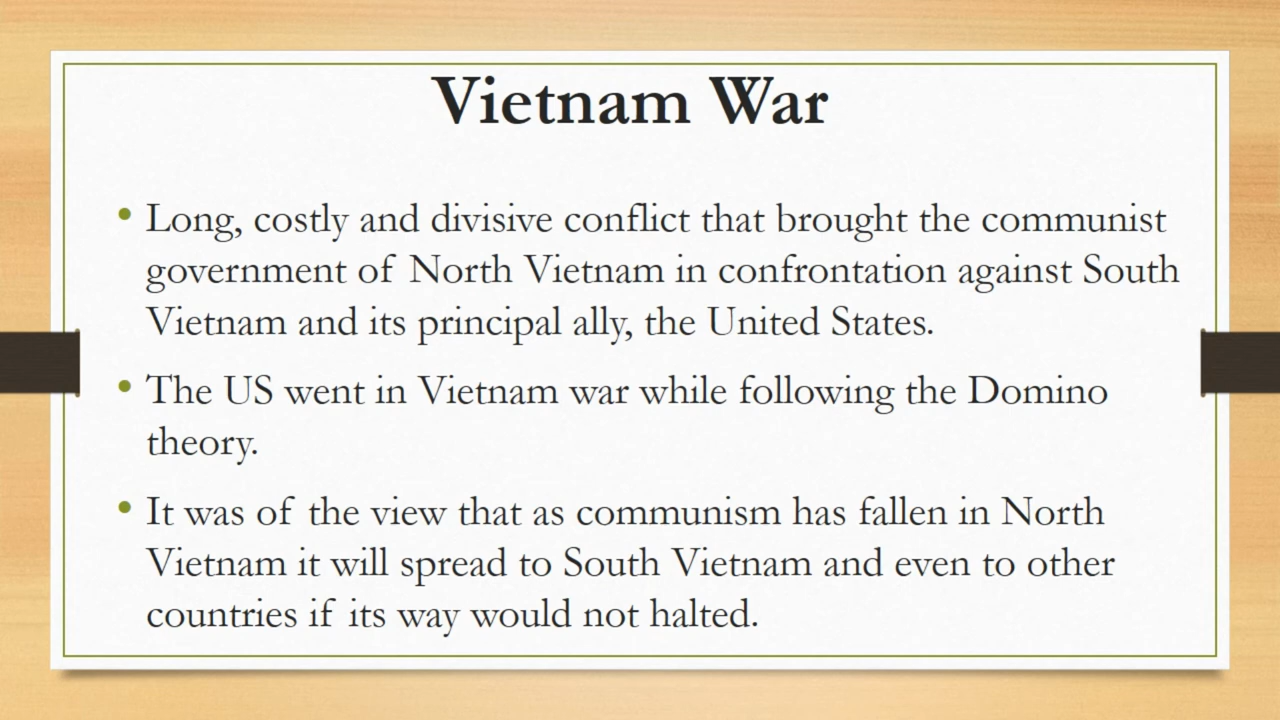 Vietnam War
• Long, costly and divisive conflict that brought the communist
government of North Vietnam in confrontation against South
Vietnam and its principal ally, the United States.
• The US went in Vietnam war while following the Domino
theory.
• It was of the view that as communism has fallen in North
Vietnam it will spread to South Vietnam and even to other
countries if its way would not halted.